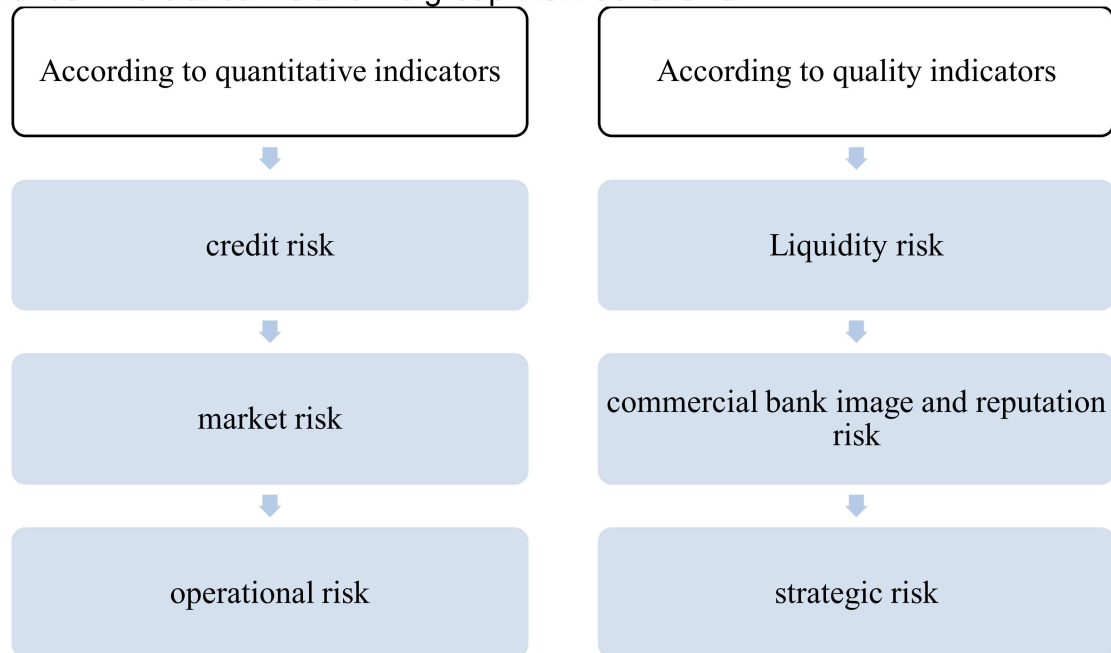 According to quantitative indicators
credit risk
market risk
operational risk
According to quality indicators
Liquidity risk
commercial bank image and reputation
risk
strategic risk